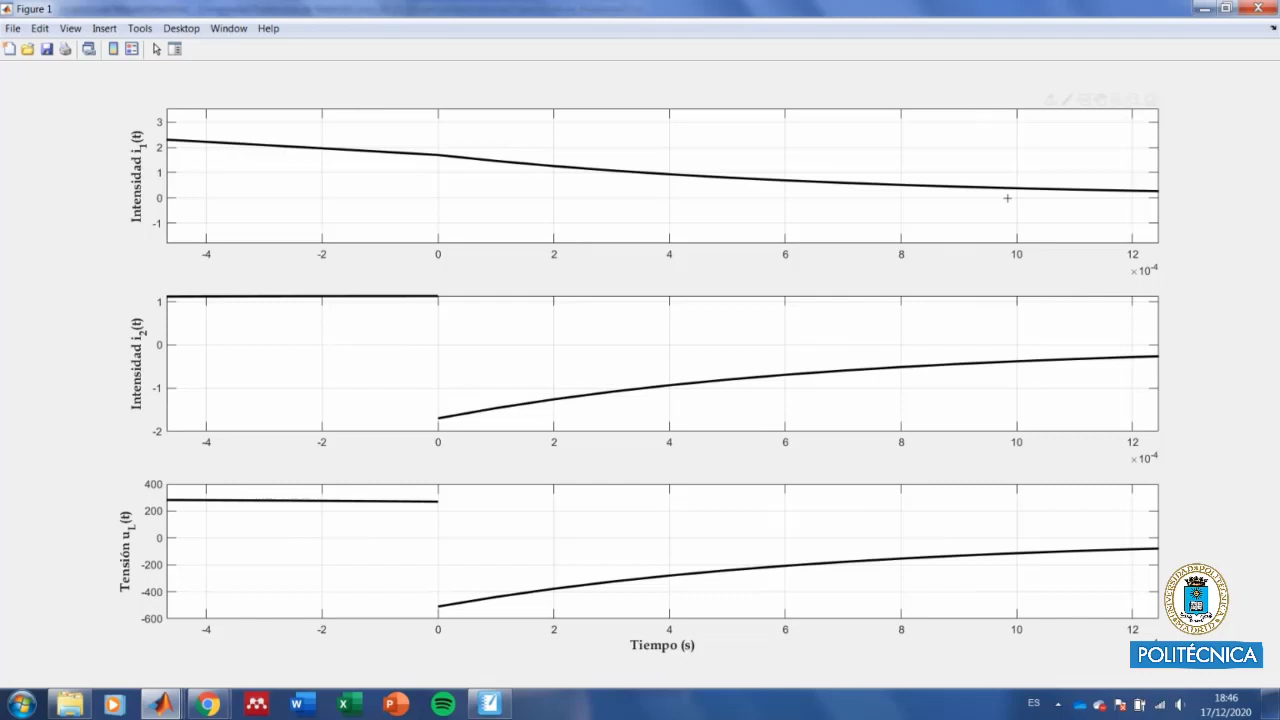 Figure 1
File Edit View Insert Tools Desktop Window Help
Intensidad i1(t)
3
2
1
0
-1
-4 -2 0 2 4 6 8 10 12
×10-4
Intensidad i2(t)
1
0
-1
-2
-4 -2 0 2 4 6 8 10 12
×10-4
Tensión uL(t)
400
200
0
-200
-400
-600
-4 -2 0 2 4 6 8 10 12
Tiempo (s)
POLITÉCNICA
ES
18:46
17/12/2020